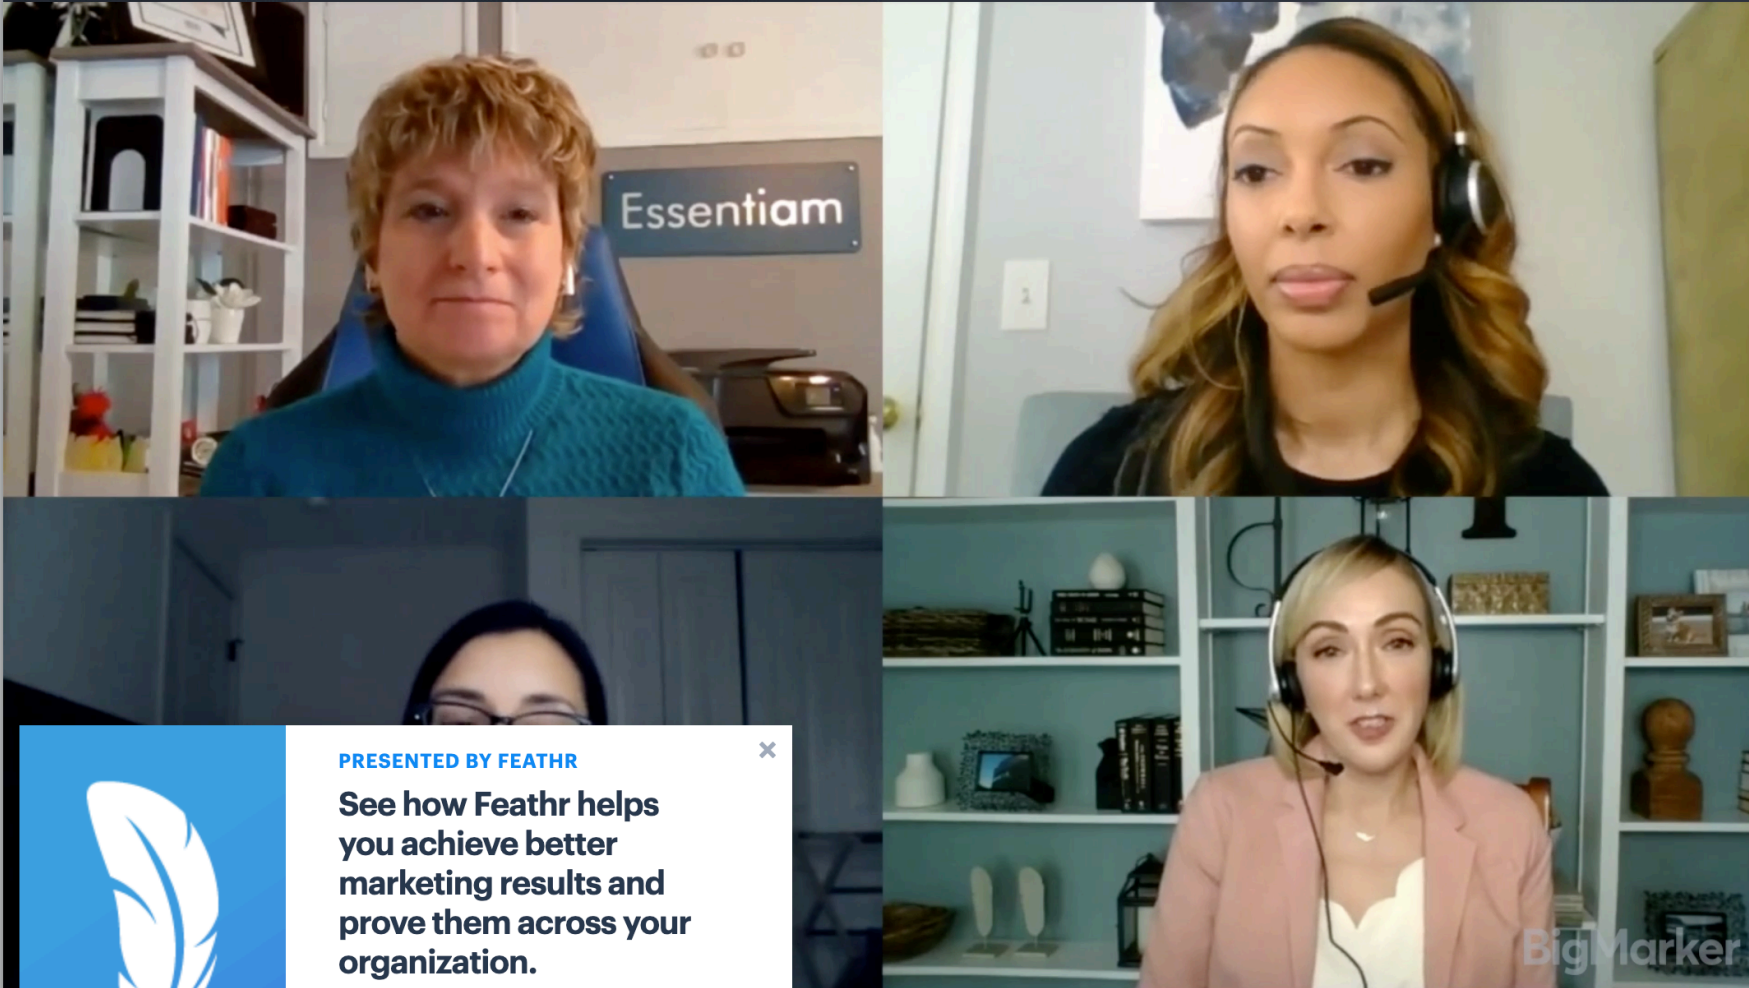 Essentiam
PRESENTED BY FEATHR
See how Feathr helps
you achieve better
marketing results and
prove them across your
organization.
BigMarker